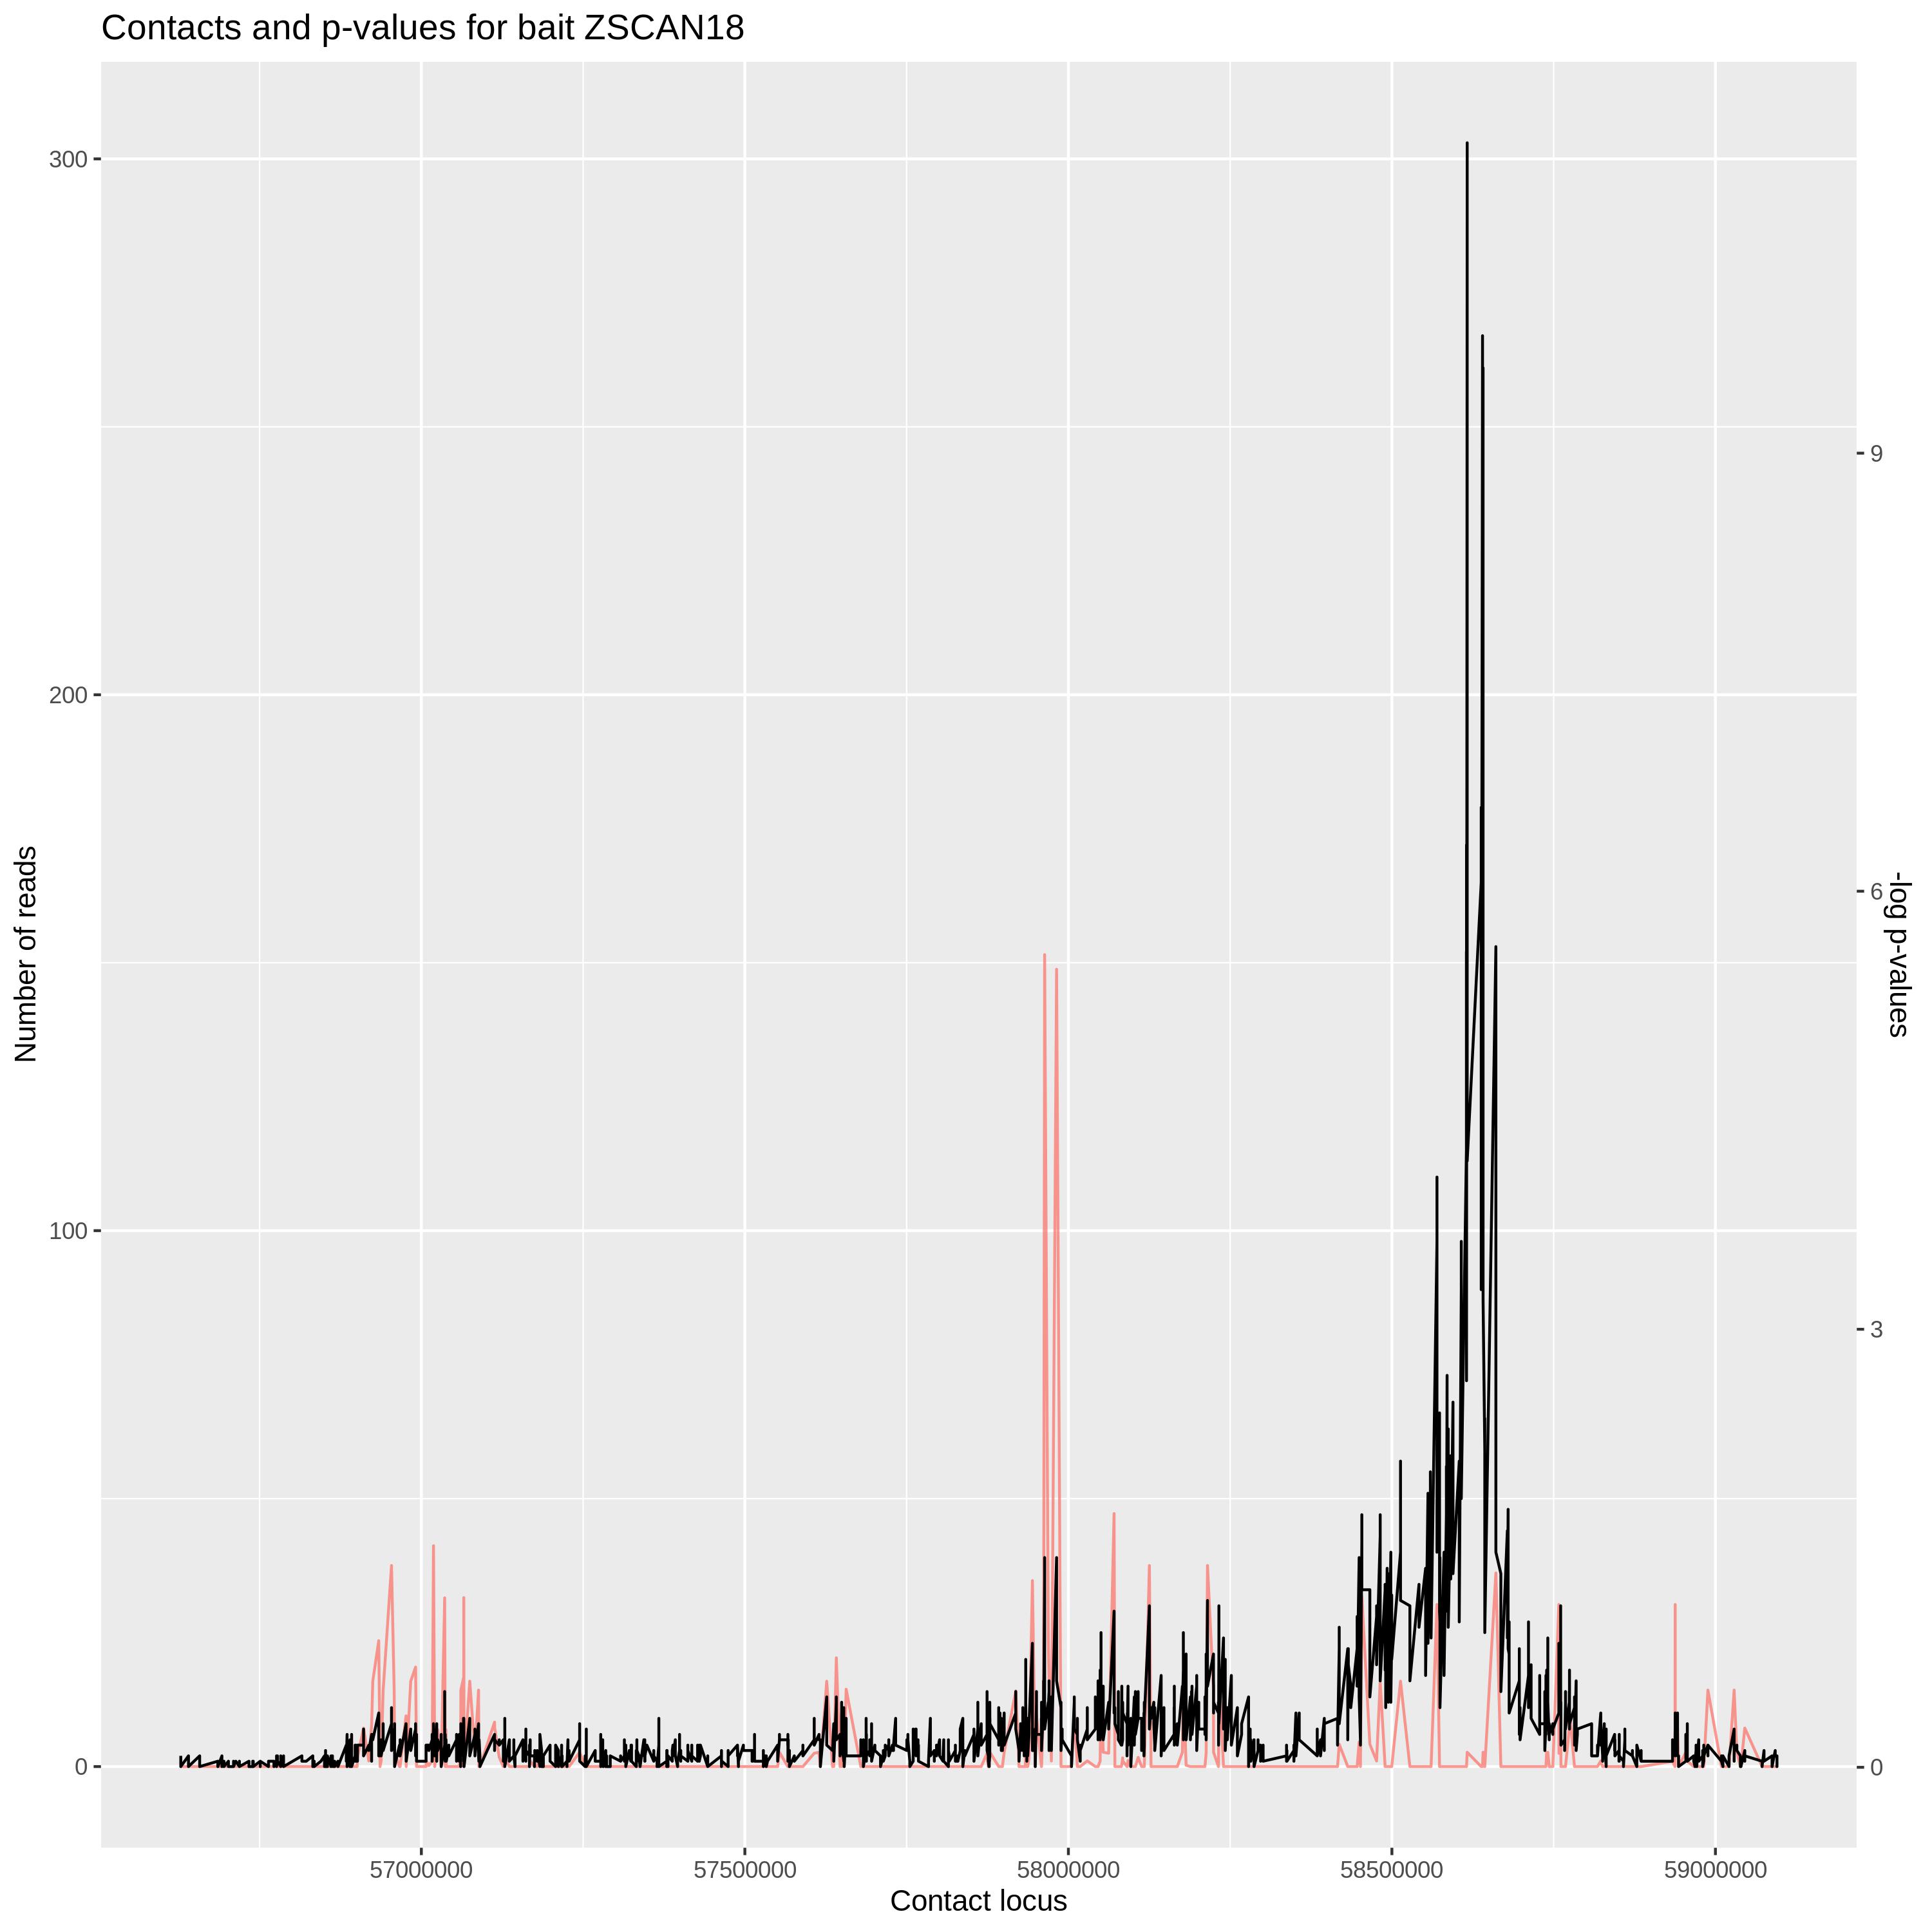 Contacts and p-values for bait ZSCAN18
300
200
100
0
Number of reads
9
6
3
0
-log p-values
57000000 57500000 58000000 58500000 59000000
Contact locus